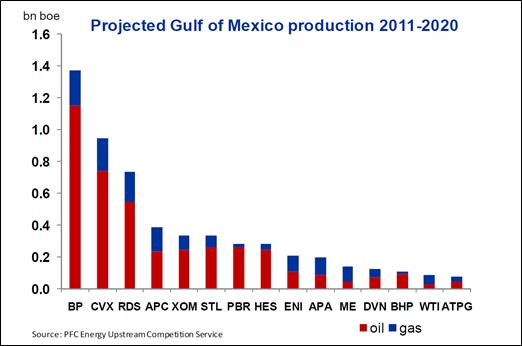 bn boe
Projected Gulf of Mexico production 2011-2020
1.6
1.4
1.2
1.0
0.8
0.6
0.4
0.2
0.0
BP CVX RDS APC XOM STL PBR HES ENI APA ME DVN BHP WTI ATPG
oil gas
Source: PFC Energy Upstream Competition Service